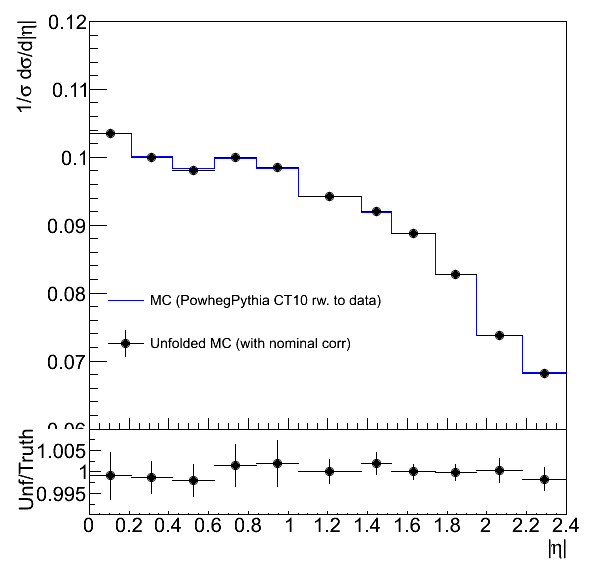 1/σ dσ/d|η|
0.12
0.11
0.1
0.09
0.08
0.07
0.06
MC (PowhegPythia CT10 rw. to data)
Unfolded MC (with nominal corr)
Unf/Truth
1.005
1
0.995
0 0.2 0.4 0.6 0.8 1 1.2 1.4 1.6 1.8 2 2.2 2.4
|η|